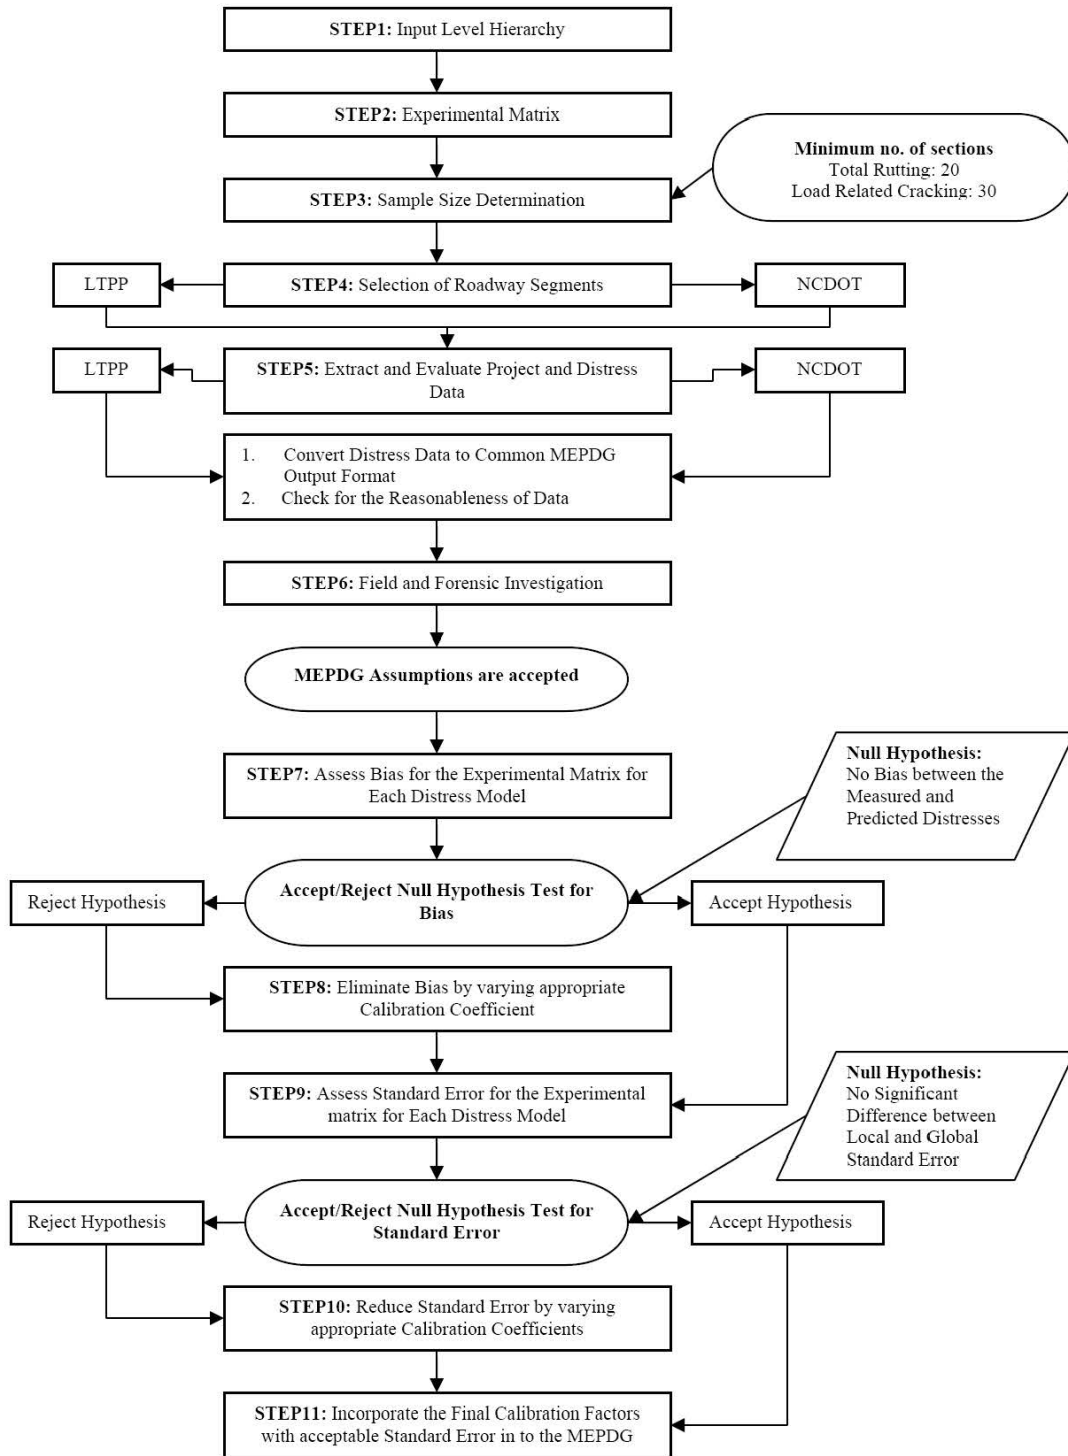 STEP1: Input Level Hierarchy
STEP2: Experimental Matrix
Minimum no. of sections
Total Rutting: 20
Load Related Cracking: 30
STEP3: Sample Size Determination
LTPP
STEP4: Selection of Roadway Segments
NCDOT
LTPP
STEP5: Extract and Evaluate Project and Distress
Data
NCDOT
1. Convert Distress Data to Common MEPDG
Output Format
2. Check for the Reasonableness of Data
STEP6: Field and Forensic Investigation
MEPDG Assumptions are accepted
STEP7: Assess Bias for the Experimental Matrix for
Each Distress Model
Null Hypothesis:
No Bias between the
Measured and
Predicted Distresses
Reject Hypothesis
Accept/Reject Null Hypothesis Test for
Bias
Accept Hypothesis
STEP8: Eliminate Bias by varying appropriate
Calibration Coefficient
STEP9: Assess Standard Error for the Experimental
matrix for Each Distress Model
Null Hypothesis:
No Significant
Difference between
Local and Global
Standard Error
Reject Hypothesis
Accept/Reject Null Hypothesis Test for
Standard Error
Accept Hypothesis
STEP10: Reduce Standard Error by varying
appropriate Calibration Coefficients
STEP11: Incorporate the Final Calibration Factors
with acceptable Standard Error in to the MEPDG